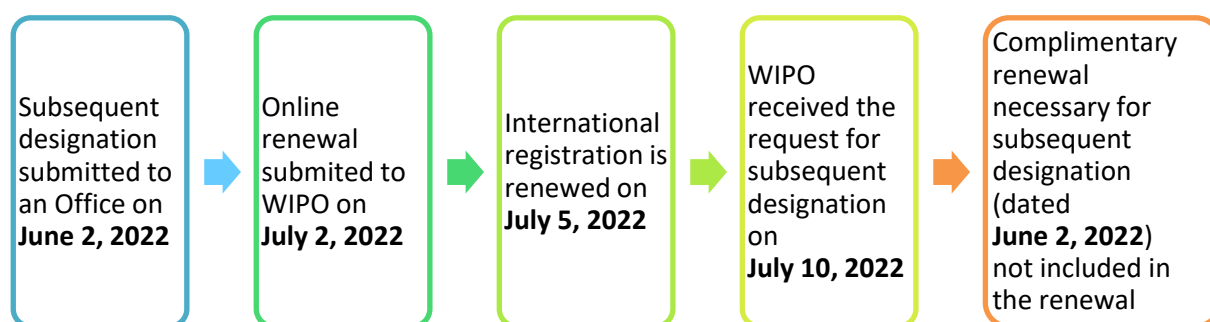 Subsequent
designation
submitted to
an Office on
June 2, 2022
Online
renewal
submited to
WIPO on
July 2, 2022
International
registration is
renewed on
July 5, 2022
WIPO
received the
request for
subsequent
designation
on
July 10, 2022
Complimentary
renewal
necessary for
subsequent
designation
(dated
June 2, 2022)
not included in
the renewal